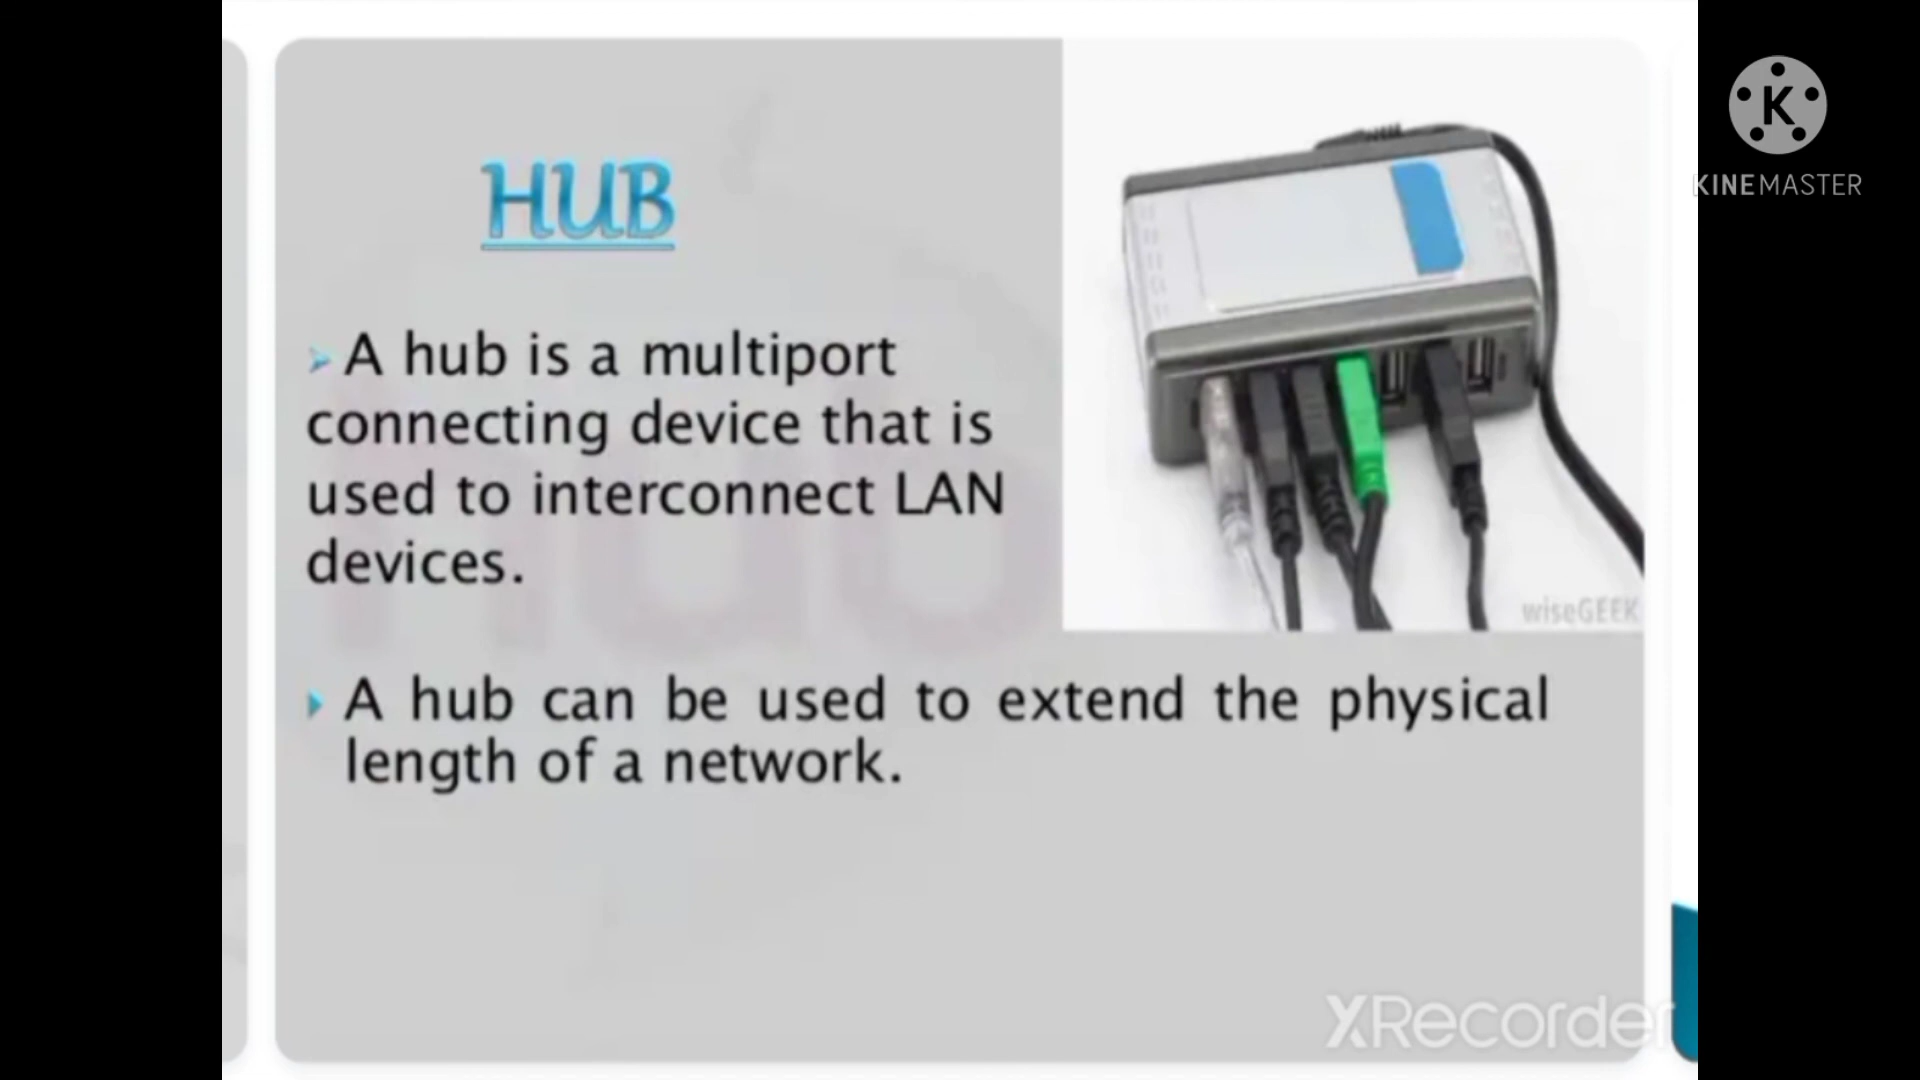 HUB
A hub is a multiport
connecting device that is
used to interconnect LAN
devices.
wiseGEEK
A hub can be used to extend the physical
length of a network.
K
KINEMASTER
XRecorder